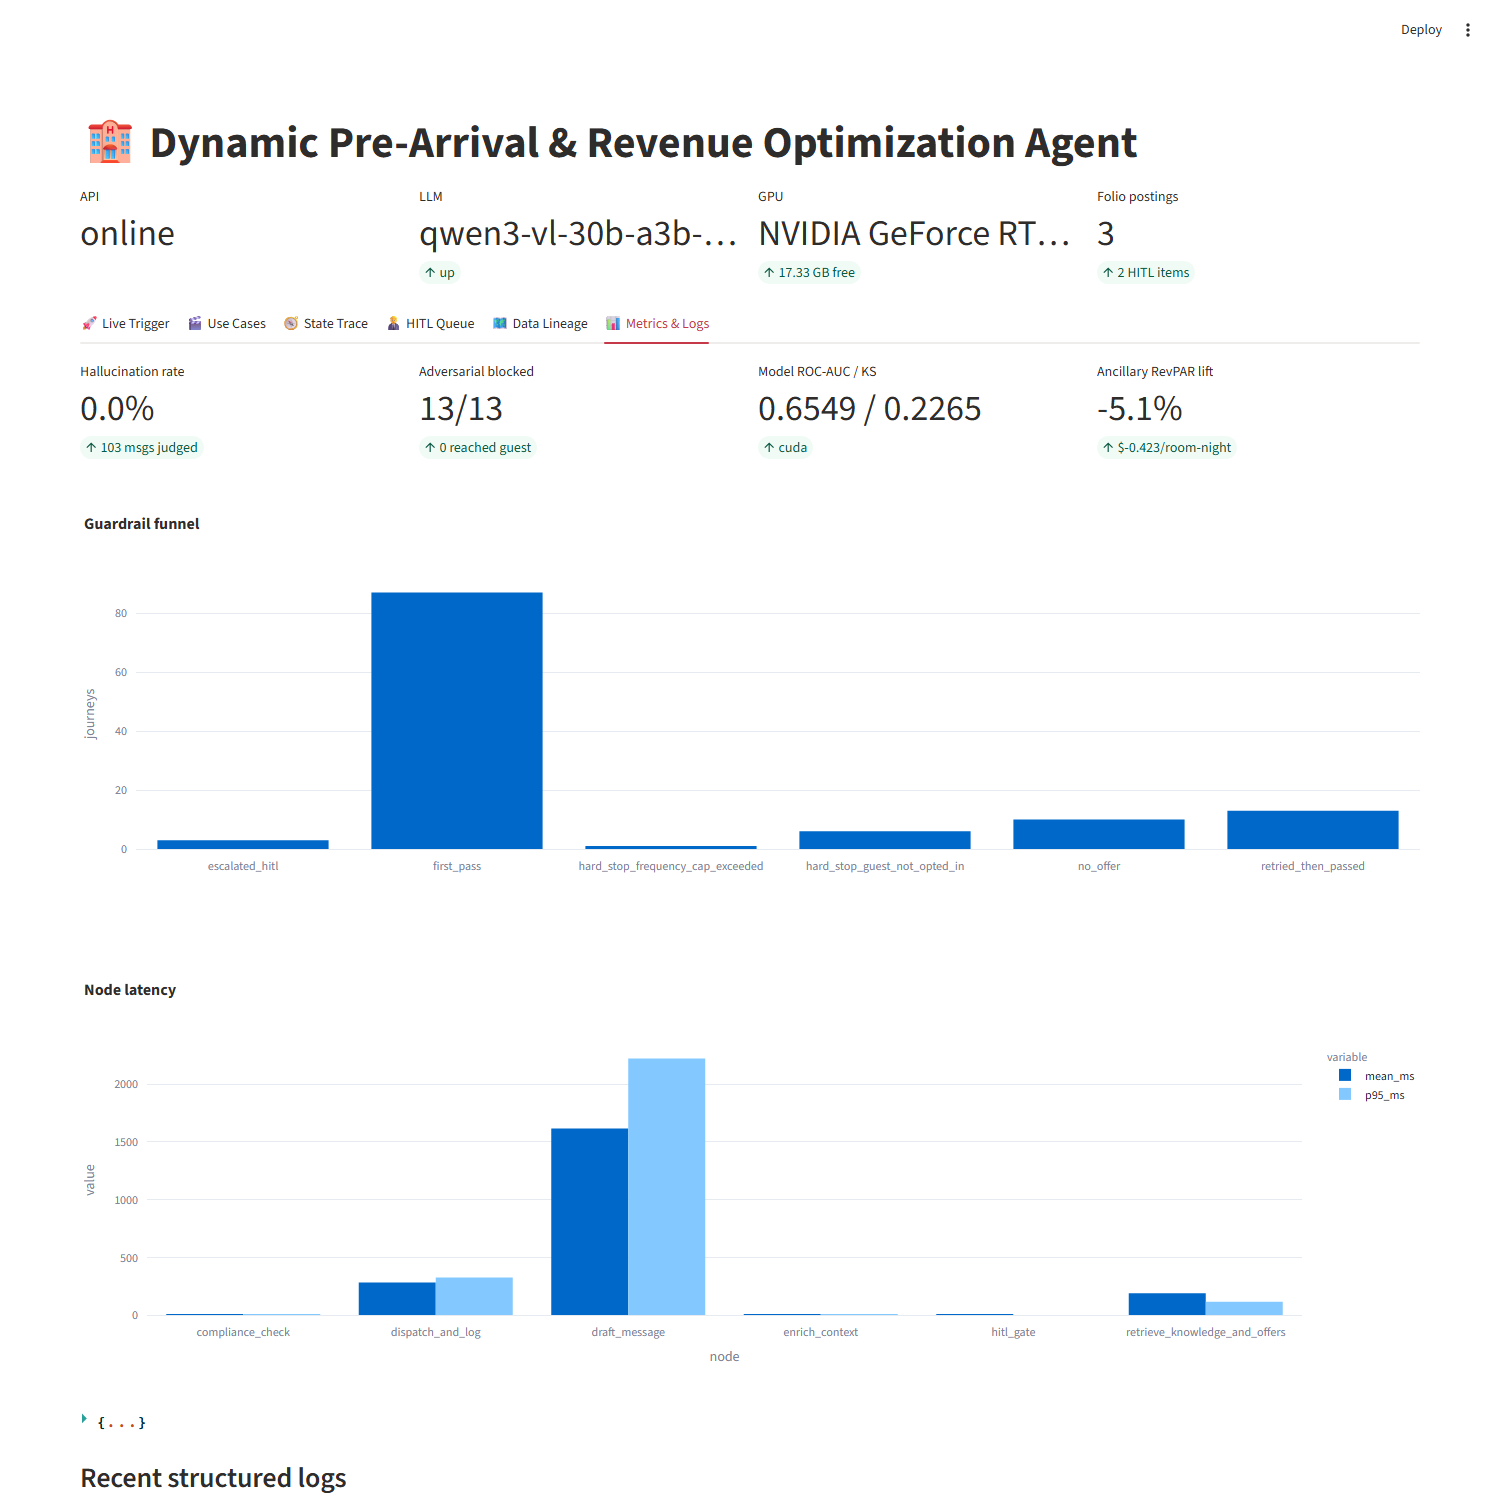 Deploy
Dynamic Pre-Arrival & Revenue Optimization Agent
API
online
LLM
qwen3-vl-30b-a3b-...
↑ up
GPU
NVIDIA GeForce RT...
↑ 17.33 GB free
Folio postings
3
↑ 2 HITL items
Live Trigger
Use Cases
State Trace
HITL Queue
Data Lineage
Metrics & Logs
Hallucination rate
0.0%
↑ 103 msgs judged
Adversarial blocked
13/13
↑ 0 reached guest
Model ROC-AUC / KS
0.6549 / 0.2265
↑ cuda
Ancillary RevPAR lift
-5.1%
↑ $-0.423/room-night
Guardrail funnel
journeys
80
60
40
20
0
escalated_hitl
first_pass
hard_stop_frequency_cap_exceeded
hard_stop_guest_not_opted_in
no_offer
retried_then_passed
Node latency
variable
mean_ms
p95_ms
value
2000
1500
1000
500
0
compliance_check
dispatch_and_log
draft_message
enrich_context
hitl_gate
retrieve_knowledge_and_offers
node
{...}
Recent structured logs